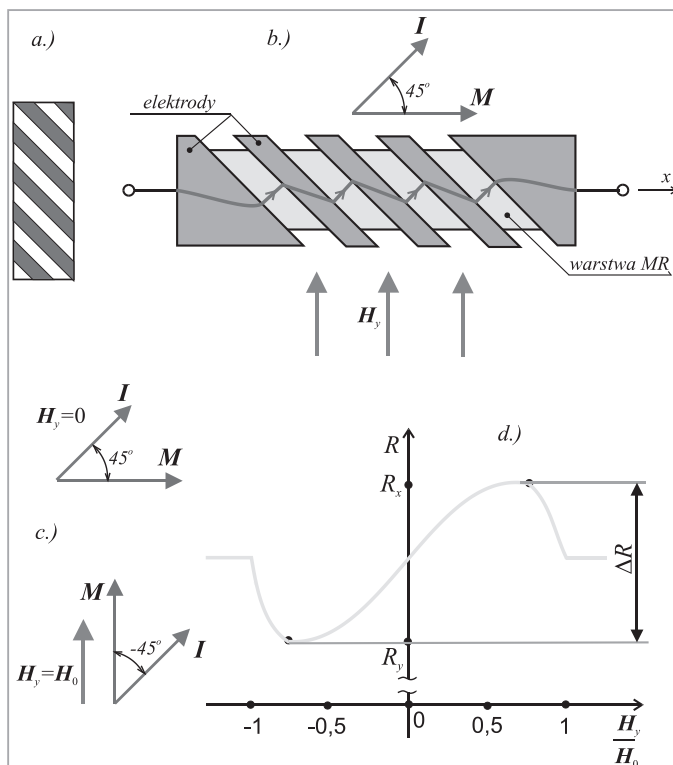 a.)
b.)
I
45°
M
elektrody
x
warstwa MR
H_y
I
H_y=0
45°
M
c.)
M
-45°
I
H_y=H_0
d.)
R
R_x
ΔR
R_y
-1
-0,5
0
0,5
1
H_y
H_0